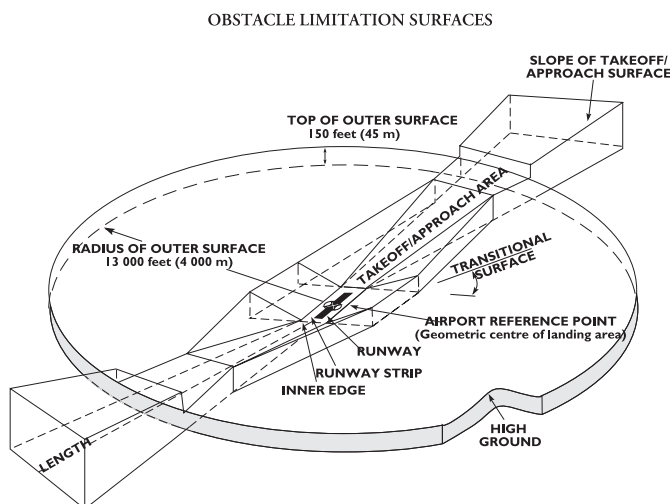 OBSTACLE LIMITATION SURFACES
SLOPE OF TAKEOFF/
APPROACH SURFACE
TOP OF OUTER SURFACE
150 feet (45 m)
TAKEOFF/APPROACH AREA
RADIUS OF OUTER SURFACE
13 000 feet (4 000 m)
TRANSITIONAL
SURFACE
AIRPORT REFERENCE POINT
(Geometric centre of landing area)
RUNWAY
RUNWAY STRIP
INNER EDGE
HIGH
GROUND
LENGTH